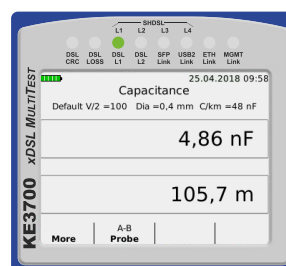 SHDSL
L1 L2 L3 L4
DSL CRC DSL LOSS DSL L1 DSL L2 SFP Link USB2 Link ETH Link MGMT Link
25.04.2018 09:58
Capacitance
Default V/2 =100 Dia =0,4 mm C/km =48 nF
4,86 nF
105,7 m
More A-B Probe
KE3700 xDSL MULTITEST